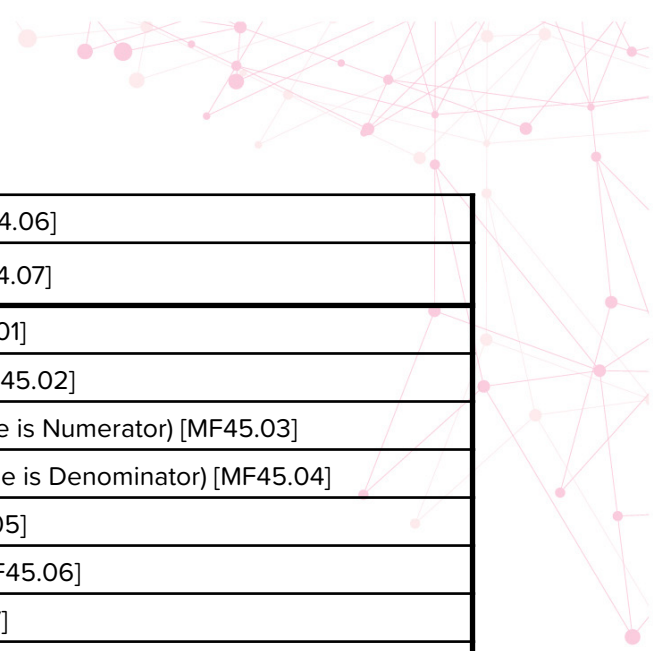 4.06]
4.07]
01]
45.02]
e is Numerator) [MF45.03]
e is Denominator) [MF45.04]
05]
F45.06]
]